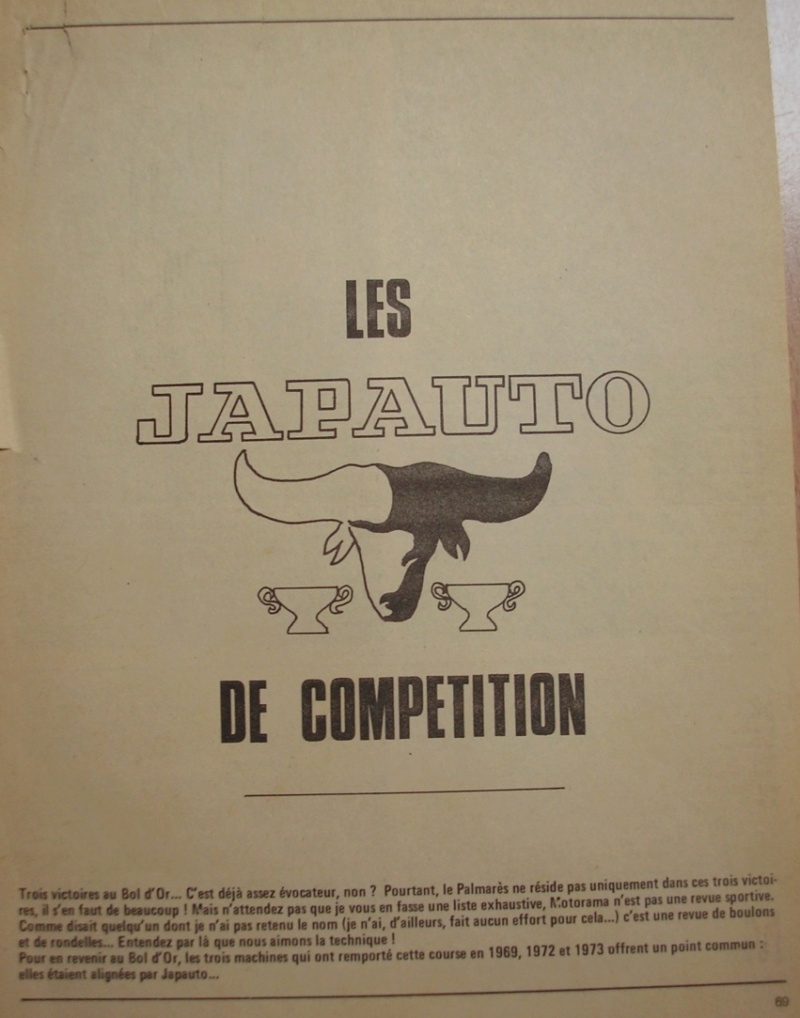 LES
JAPAUTO
DE COMPETITION
Trois victoires au Bol d'Or... C'est déjà assez évocateur, non ? Pourtant, le Palmarès ne réside pas uniquement dans ces trois victoi-
res, il s'en faut de beaucoup ! Mais n'attendez pas que je vous en fasse une liste exhaustive, Motorama n'est pas une revue sportive.
Comme disait quelqu'un dont je n'ai pas retenu le nom (je n'ai, d'ailleurs, fait aucun effort pour cela...) c'est une revue de boulons
et de rondelles... Entendez par là que nous aimons la technique !
Pour en revenir au Bol d'Or, les trois machines qui ont remporté cette course en 1969, 1972 et 1973 offrent un point commun :
elles étaient alignées par Japauto...
69